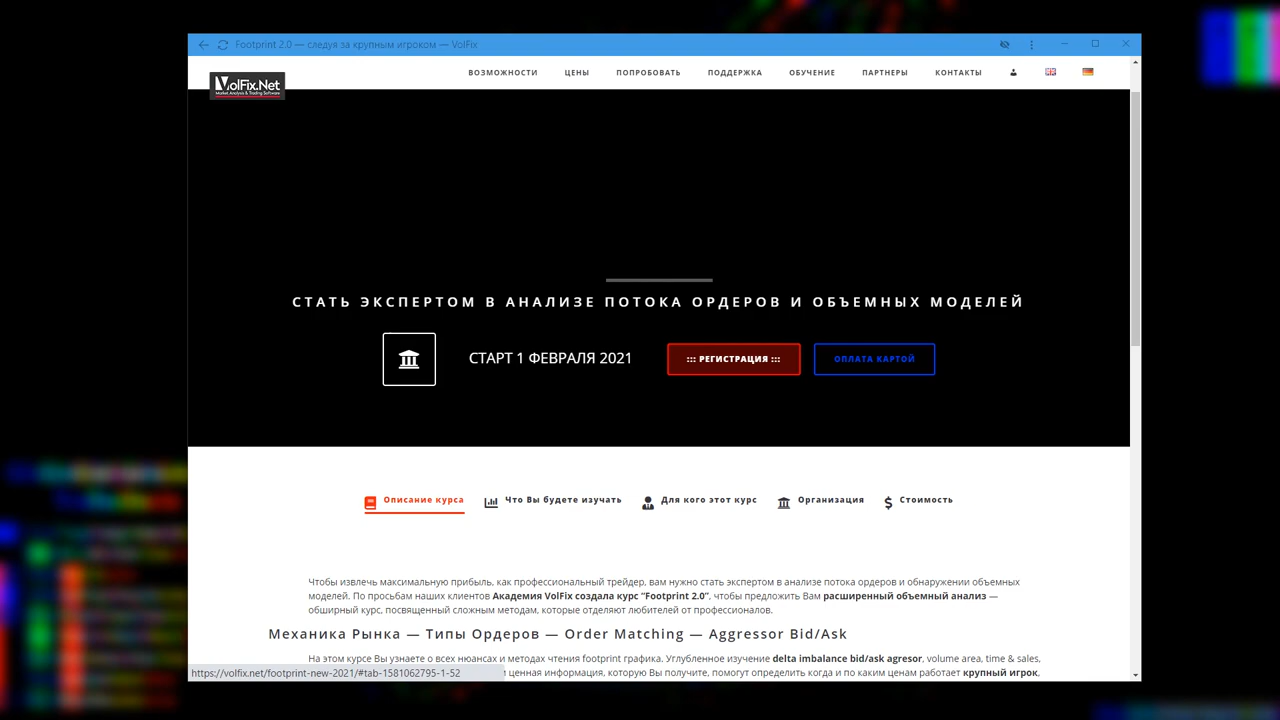 Footprint 2.0 — следуя за крупным игроком — VolFix
VolFix.Net
Market Analysis & Trading Software
ВОЗМОЖНОСТИ ЦЕНЫ ПОПРОБОВАТЬ ПОДДЕРЖКА ОБУЧЕНИЕ ПАРТНЕРЫ КОНТАКТЫ
СТАТЬ ЭКСПЕРТОМ В АНАЛИЗЕ ПОТОКА ОРДЕРОВ И ОБЪЕМНЫХ МОДЕЛЕЙ
СТАРТ 1 ФЕВРАЛЯ 2021 ::: РЕГИСТРАЦИЯ ::: ОПЛАТА КАРТОЙ
Описание курса Что Вы будете изучать Для кого этот курс Организация Стоимость
Чтобы извлечь максимальную прибыль, как профессиональный трейдер, вам нужно стать экспертом в анализе потока ордеров и обнаружении объемных
моделей. По просьбам наших клиентов Академия VolFix создала курс “Footprint 2.0”, чтобы предложить Вам расширенный объемный анализ —
обширный курс, посвященный сложным методам, которые отделяют любителей от профессионалов.
Механика Рынка — Типы Ордеров — Order Matching — Aggressor Bid/Ask
На этом курсе Вы узнаете о всех нюансах и методах чтения footprint графика. Углубленное изучение delta imbalance bid/ask agresor, volume area, time & sales,
https://volfix.net/footprint-new-2021/#tab-1581062795-1-52 ценная информация, которую Вы получите, помогут определить когда и по каким ценам работает крупный игрок,